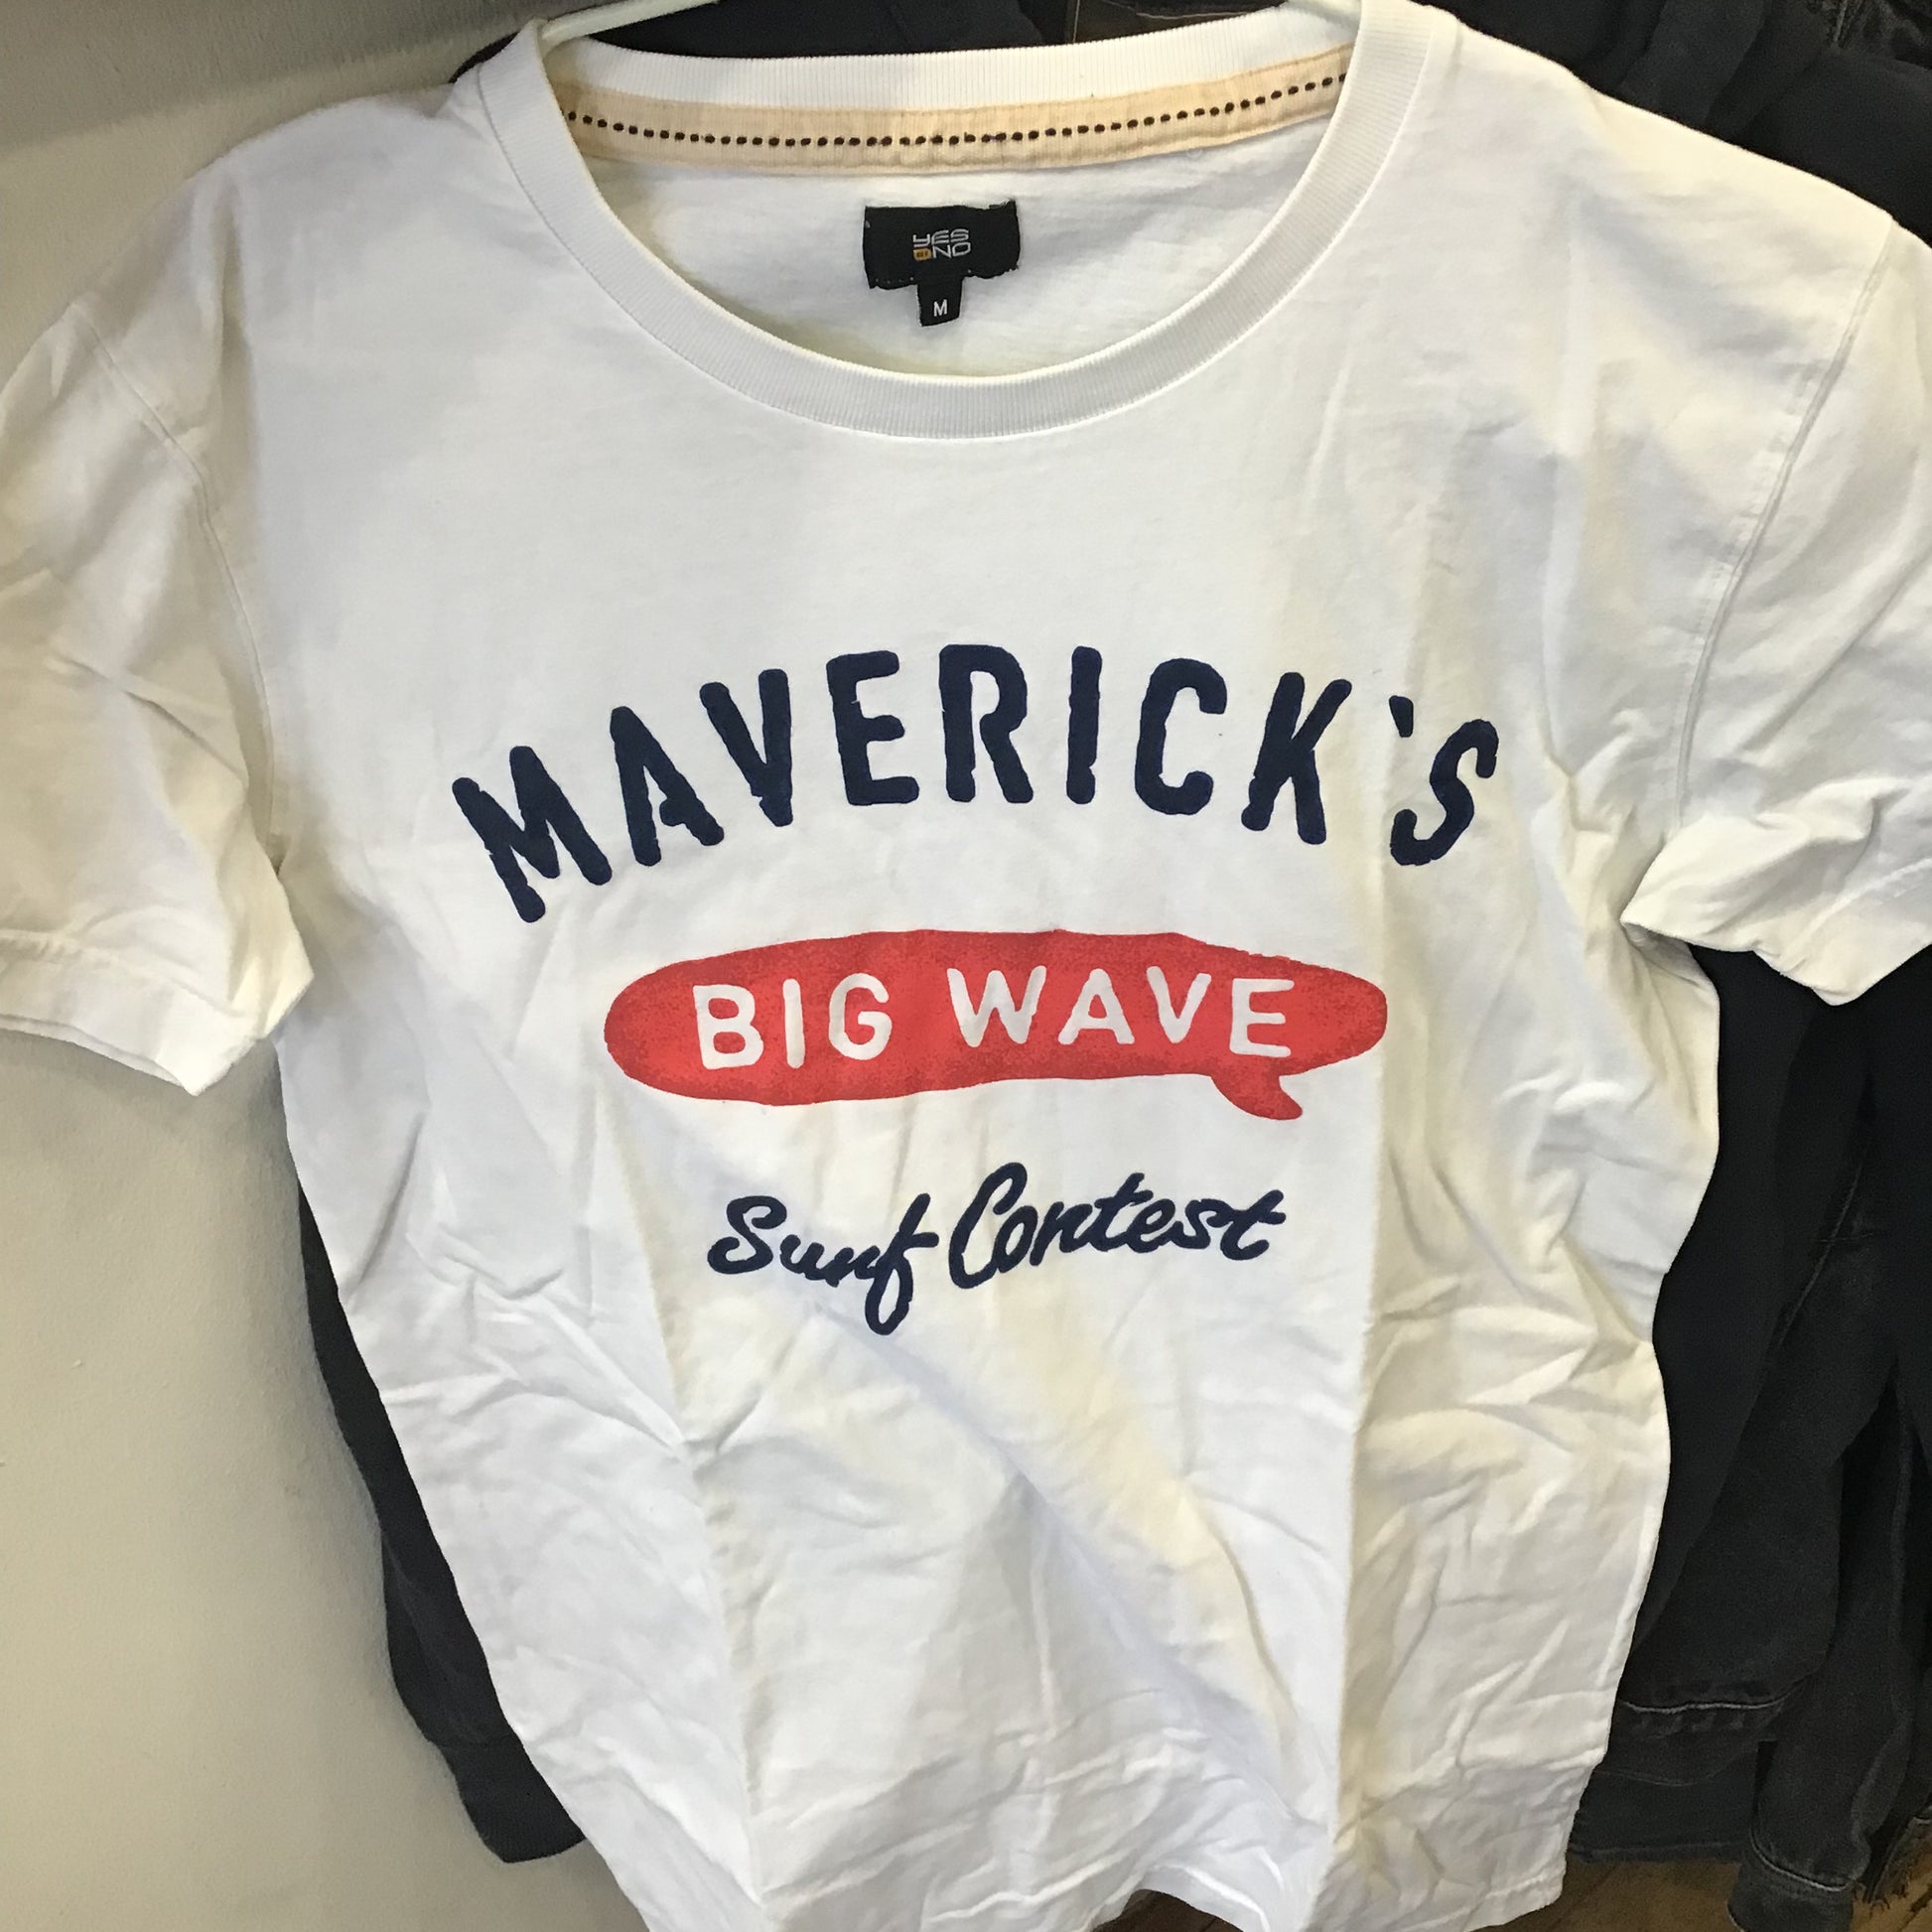 YES
NO
M
MAVERICK'S
BIG WAVE
Surf Contest